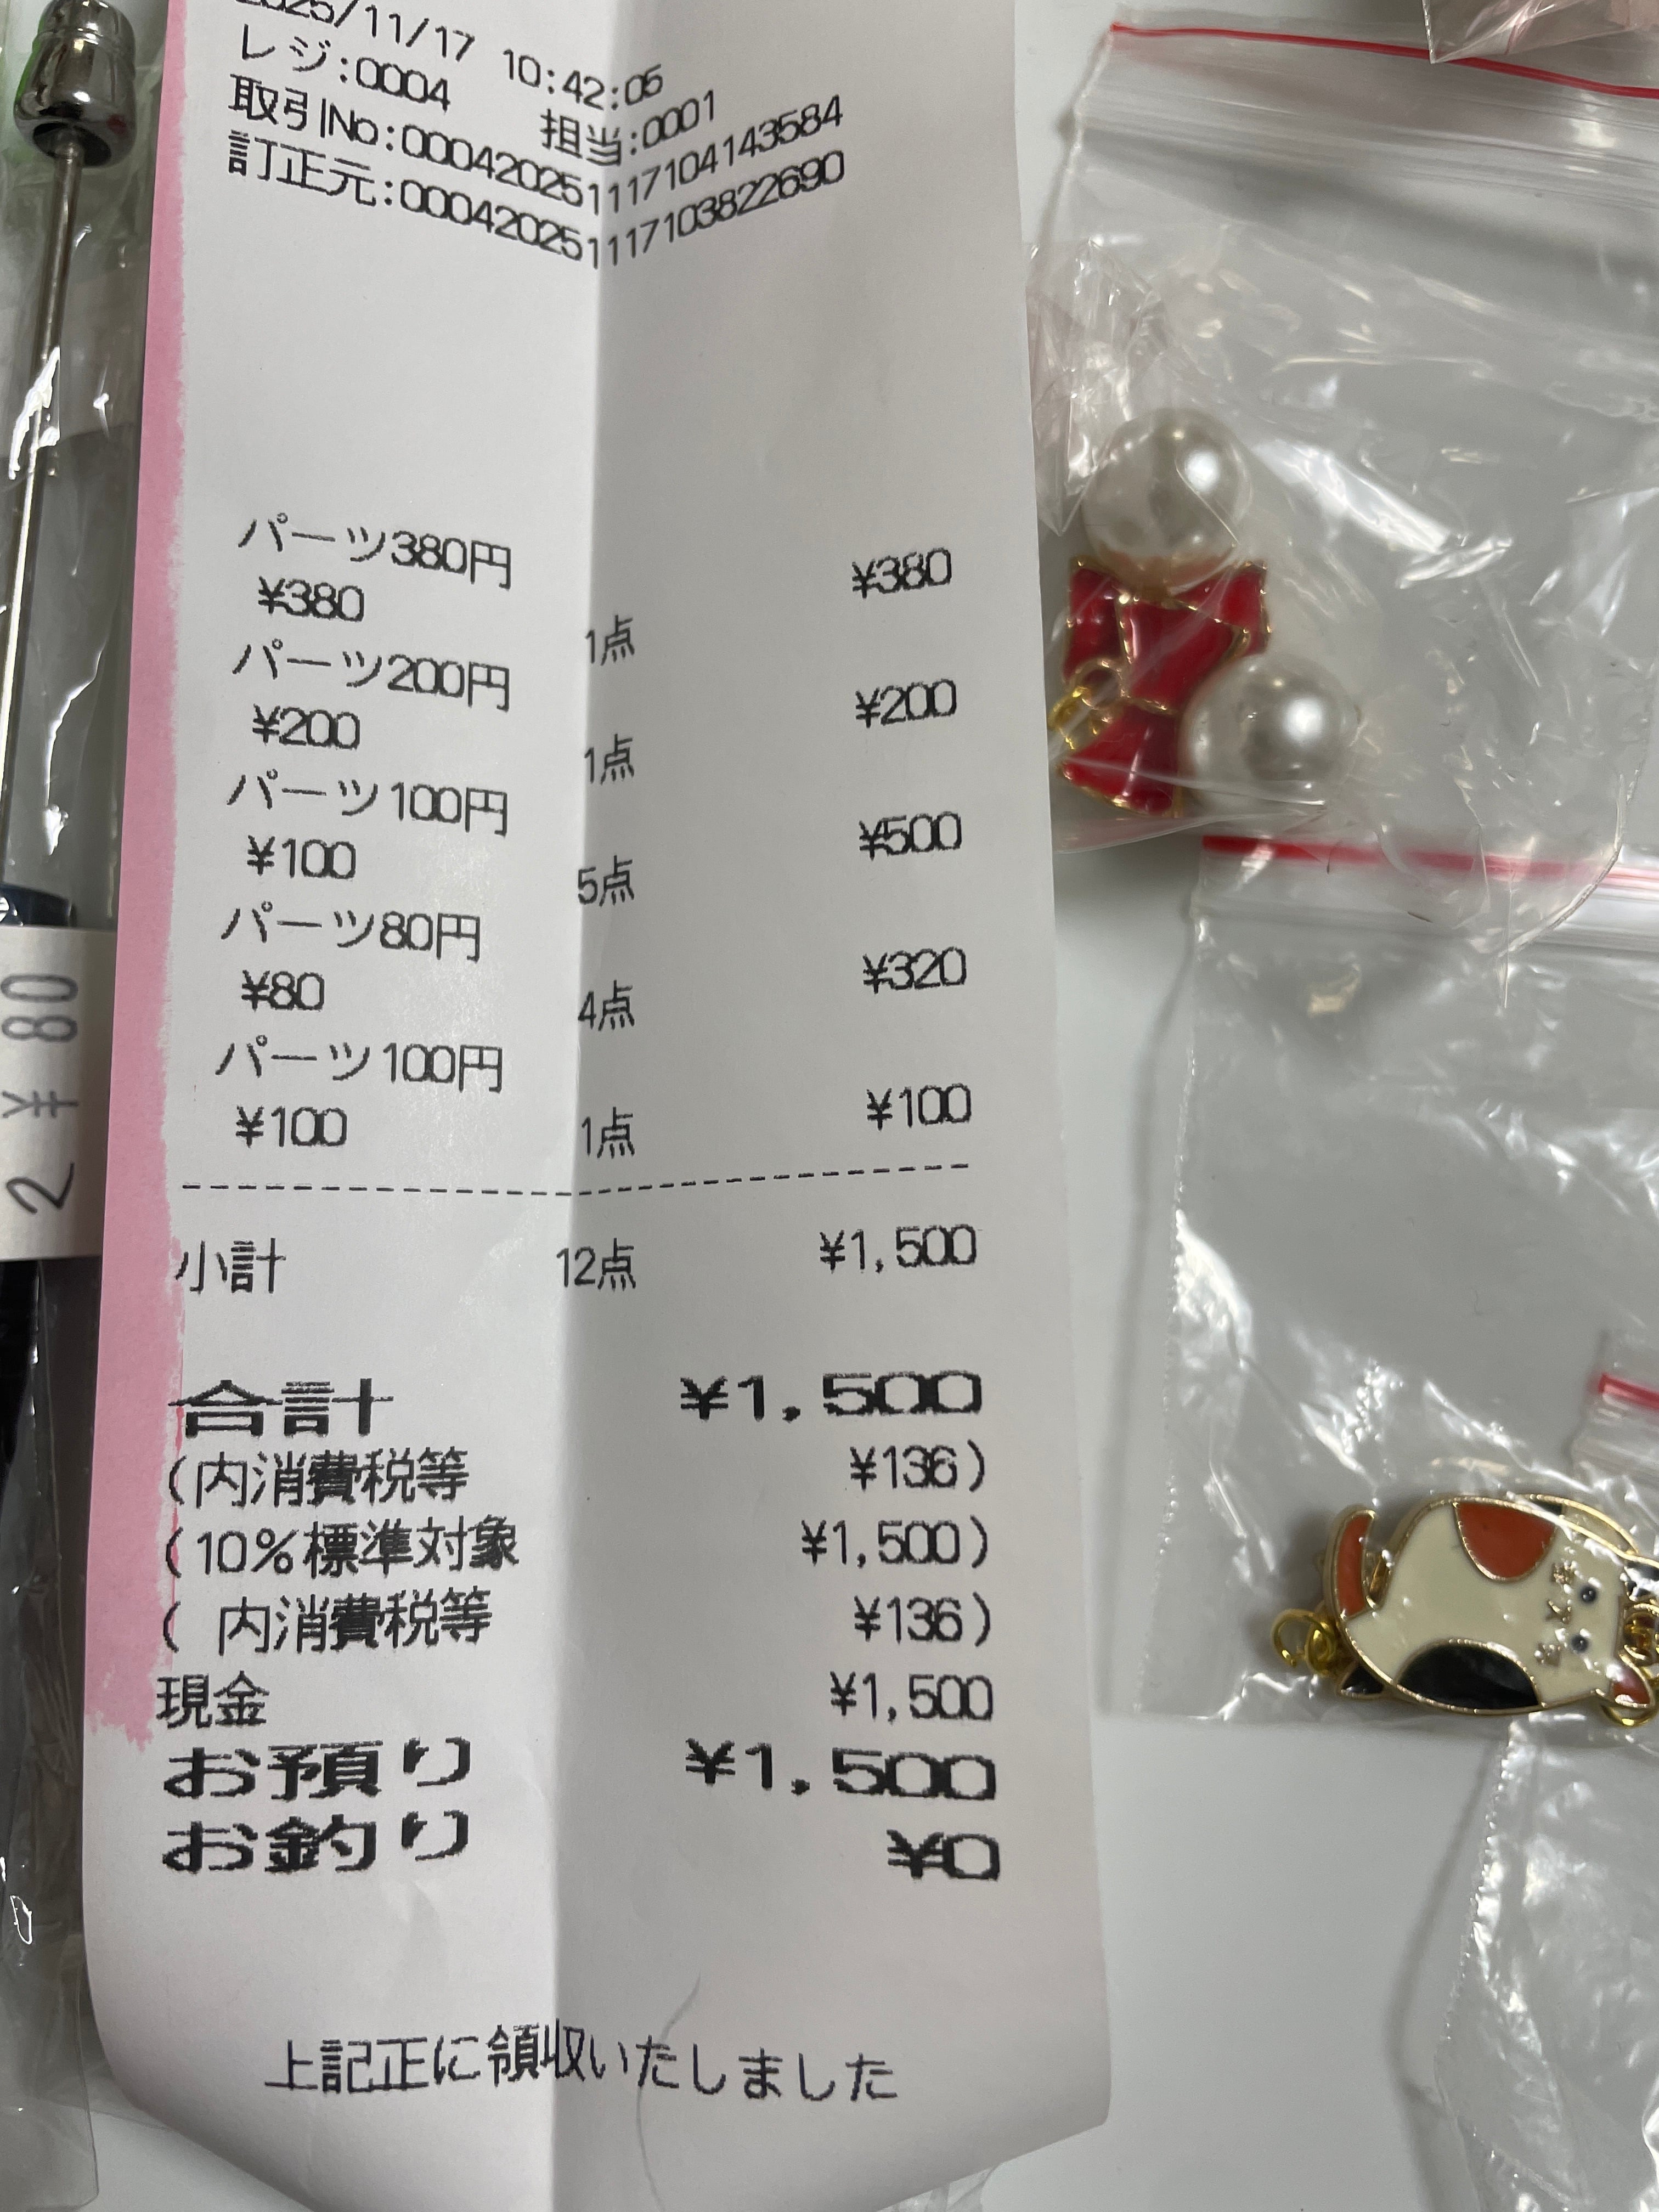 2025/11/17 10:42:05
レジ:0004 担当:0001
取引No:00042025111710414 3584
訂正元:000420251117103822690
パーツ380円
¥380 1点 ¥380
パーツ200円
¥200 1点 ¥200
パーツ100円
¥100 5点 ¥500
パーツ80円
¥80 4点 ¥320
パーツ100円
¥100 1点 ¥100
小計 12点 ¥1,500
合計 ¥1,500
(内消費税等 ¥136)
(10%標準対象 ¥1,500)
( 内消費税等 ¥136)
現金 ¥1,500
お預り ¥1,500
お釣り ¥0
上記正に領収いたしました
2 ¥80